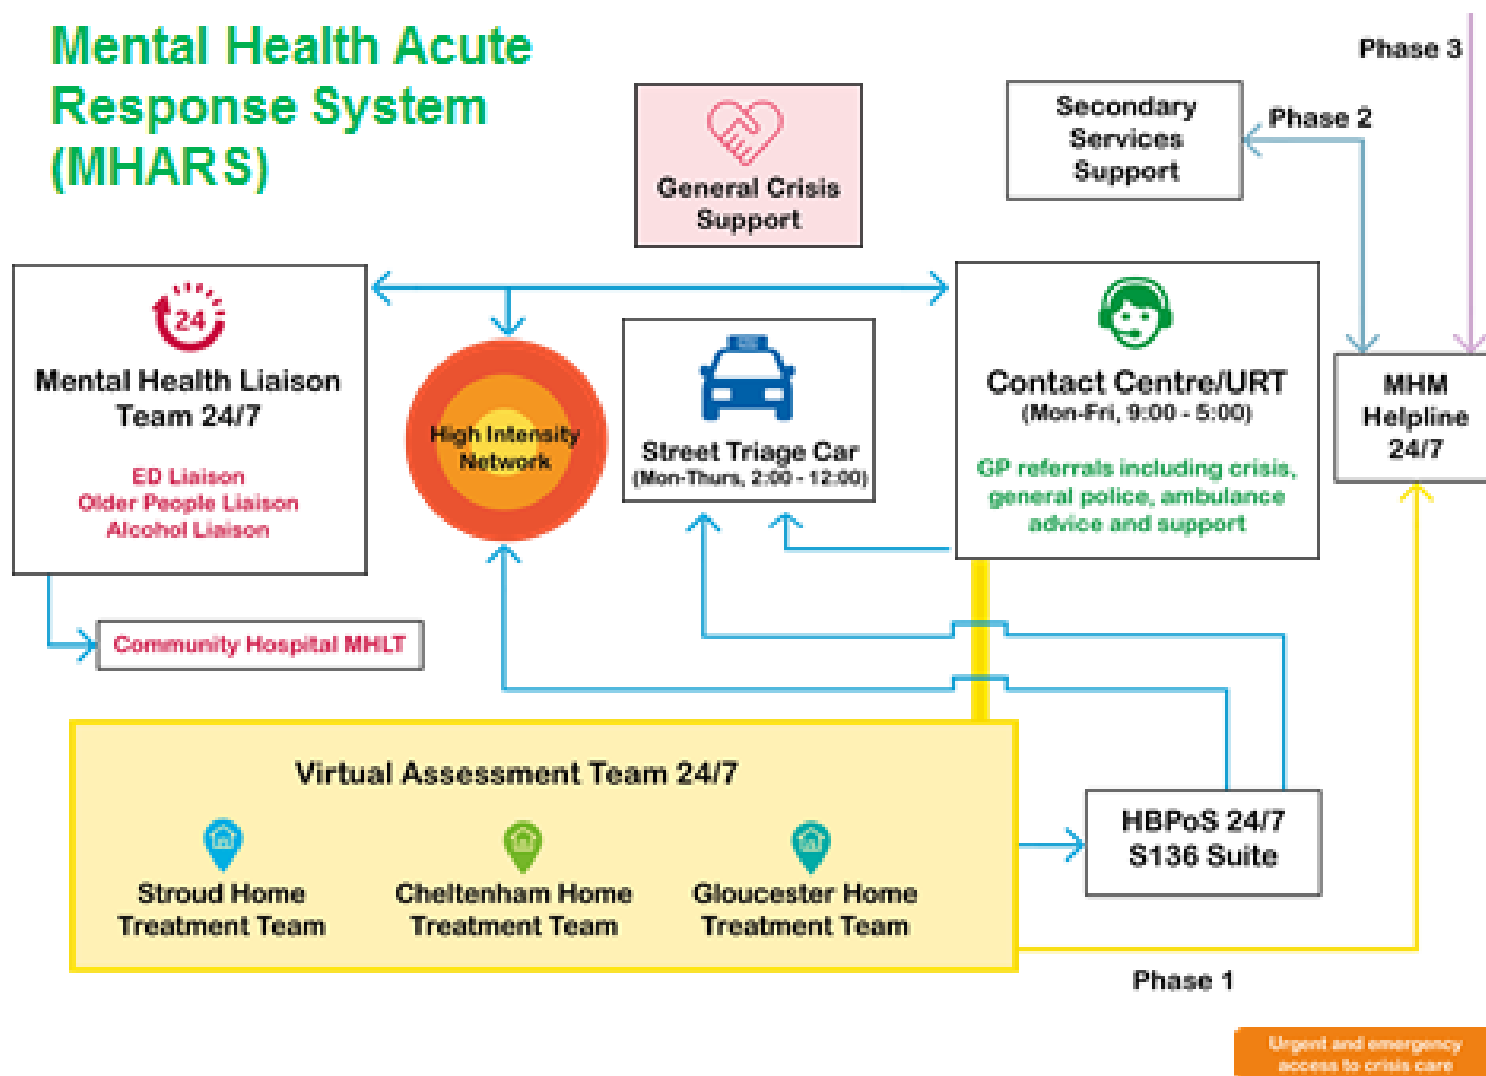 Mental Health Acute
Response System
(MHARS)
General Crisis
Support
Secondary
Services
Support
Phase 2
Phase 3
24
Mental Health Liaison
Team 24/7
ED Liaison
Older People Liaison
Alcohol Liaison
Community Hospital MHLT
High Intensity
Network
Street Triage Car
(Mon-Thurs, 2:00 - 12:00)
Contact Centre/URT
(Mon-Fri, 9:00 - 5:00)
GP referrals including crisis,
general police, ambulance
advice and support
MHM
Helpline
24/7
Virtual Assessment Team 24/7
Stroud Home
Treatment Team
Cheltenham Home
Treatment Team
Gloucester Home
Treatment Team
HBPoS 24/7
S136 Suite
Phase 1
Urgent and emergency
access to crisis care